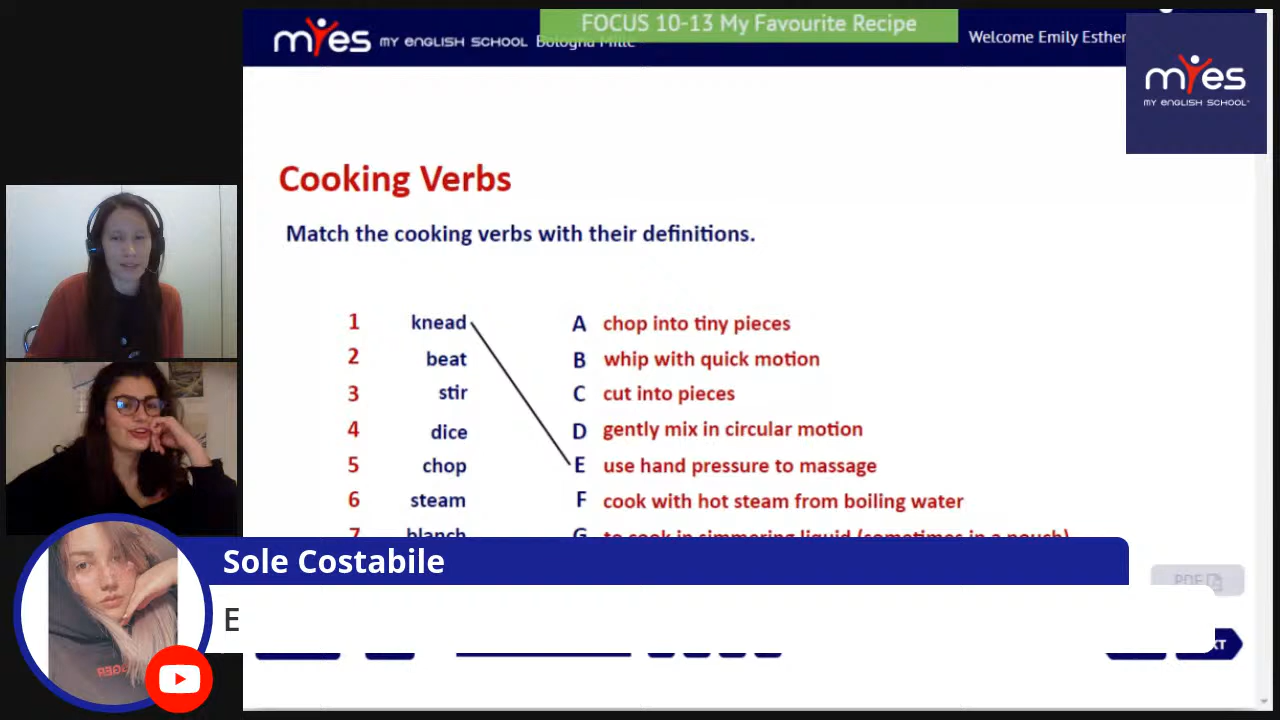 FOCUS 10-13 My Favourite Recipe
myes MY ENGLISH SCHOOL Bologna Mille
Welcome Emily Esther
myes
MY ENGLISH SCHOOL
Cooking Verbs
Match the cooking verbs with their definitions.
1 knead A chop into tiny pieces
2 beat B whip with quick motion
3 stir C cut into pieces
4 dice D gently mix in circular motion
5 chop E use hand pressure to massage
6 steam F cook with hot steam from boiling water
7 blanch G to cook in simmering liquid (sometimes in a pouch)
Sole Costabile
PDF
E